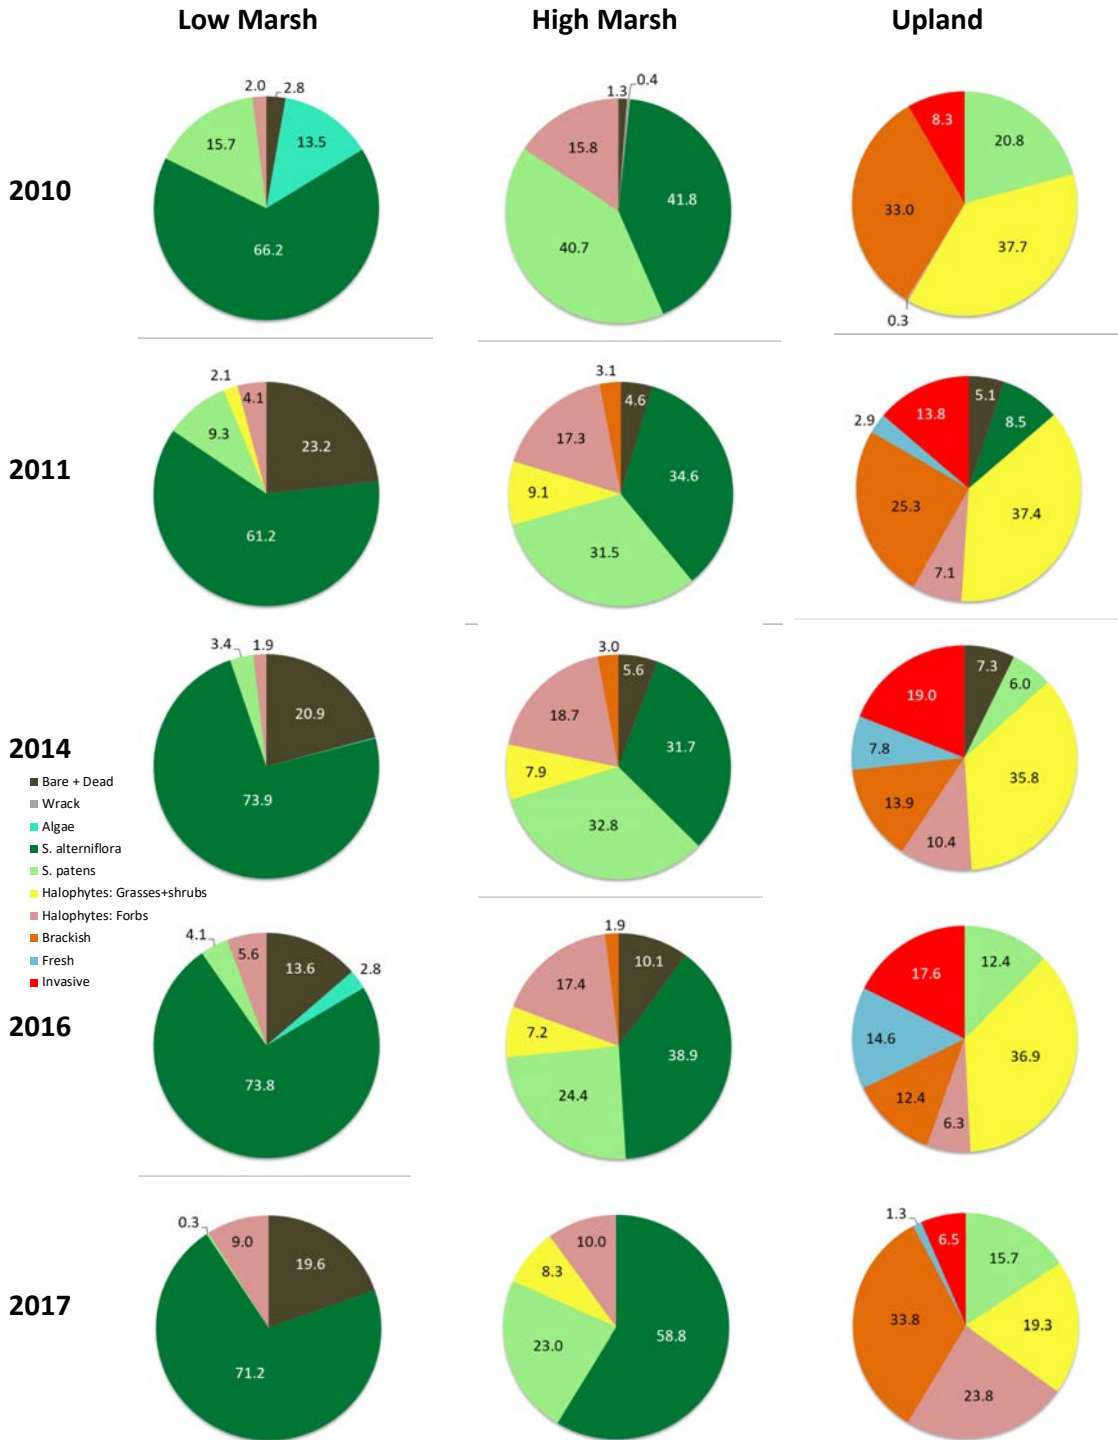 Low Marsh High Marsh Upland
2010
2.0 2.8 13.5 66.2 15.7
1.3 0.4 41.8 40.7 15.8
20.8 37.7 0.3 33.0 8.3
2011
23.2 61.2 9.3 2.1 4.1
4.6 34.6 31.5 9.1 17.3 3.1
5.1 8.5 37.4 7.1 25.3 2.9 13.8
2014
20.9 73.9 3.4 1.9
5.6 31.7 32.8 7.9 18.7 3.0
7.3 6.0 35.8 10.4 13.9 7.8 19.0
Bare + Dead
Wrack
Algae
S. alterniflora
S. patens
Halophytes: Grasses+shrubs
Halophytes: Forbs
Brackish
Fresh
Invasive
2016
13.6 2.8 73.8 4.1 5.6
10.1 38.9 24.4 7.2 17.4 1.9
12.4 36.9 6.3 12.4 14.6 17.6
2017
19.6 71.2 0.3 9.0
58.8 23.0 8.3 10.0
15.7 19.3 23.8 33.8 1.3 6.5